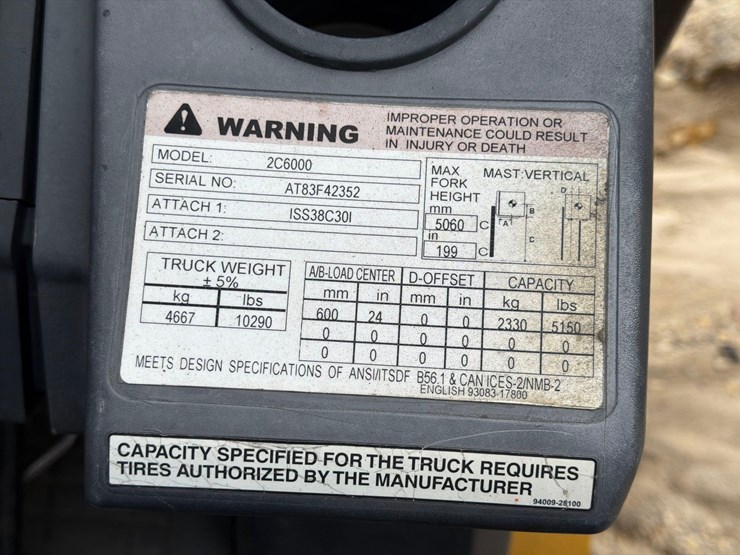 WARNING
IMPROPER OPERATION OR
MAINTENANCE COULD RESULT
IN INJURY OR DEATH
MODEL: 2C6000
SERIAL NO: AT83F42352
ATTACH 1: ISS38C30I
ATTACH 2:
MAX
FORK
HEIGHT
mm
5060 C
in
199 C
MAST:VERTICAL
D
A B
C
TRUCK WEIGHT
± 5%
kg lbs
4667 10290
A/B-LOAD CENTER D-OFFSET CAPACITY
mm in mm in kg lbs
600 24 0 0 2330 5150
0 0 0 0 0 0
0 0 0 0 0 0
MEETS DESIGN SPECIFICATIONS OF ANSI/ITSDF B56.1 & CAN ICES-2/NMB-2
ENGLISH 93083-17800
CAPACITY SPECIFIED FOR THE TRUCK REQUIRES
TIRES AUTHORIZED BY THE MANUFACTURER
94009-28100